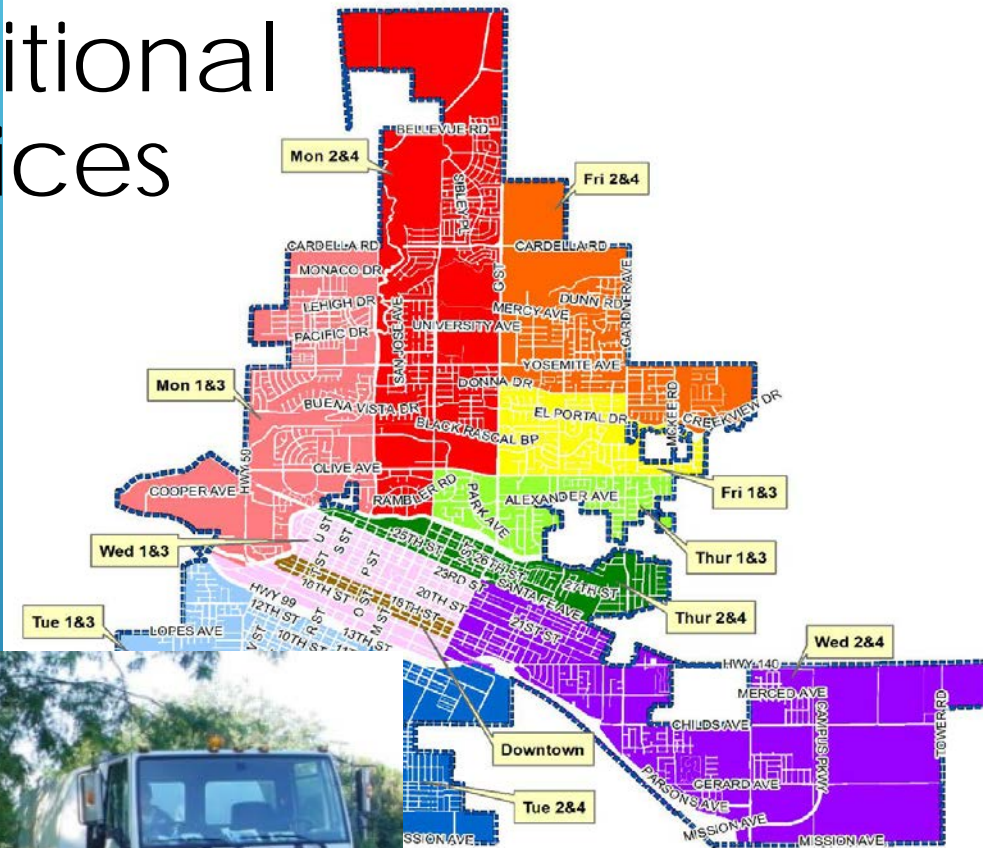 itional
ices
BELLEVUE RD
Mon 2&4
Fri 2&4
SIBLEY PL
CARDELLA RD
CARDELLA RD
G ST
GARDNER AVE
MONACO DR
DUNN RD
LEHIGH DR
MERCY AVE
SAN JOSE AVE
UNIVERSITY AVE
PACIFIC DR
YOSEMITE AVE
Mon 1&3
DONNA DR
MCKEE RD
CREEKVIEW DR
BUENA VISTA DR
EL PORTAL DR
BLACK RASCAL BP
HWY 59
OLIVE AVE
COOPER AVE
RAMBLER RD
PARK AVE
ALEXANDER AVE
Fri 1&3
Wed 1&3
U ST
S ST
25TH ST
26TH ST
Thur 1&3
P ST
23RD ST
27TH ST
SANTA FE AVE
16TH ST
20TH ST
Thur 2&4
HWY 99
18TH ST
12TH ST
R ST
O ST
M ST
21ST ST
Tue 1&3
LOPES AVE
V ST
10TH ST
13TH ST
Wed 2&4
HWY 140
MERCED AVE
CAMPUS PKWY
TOWER RD
CHILDS AVE
Downtown
PARSONS AVE
GERARD AVE
Tue 2&4
MISSION AVE
MISSION AVE
SSION AVE